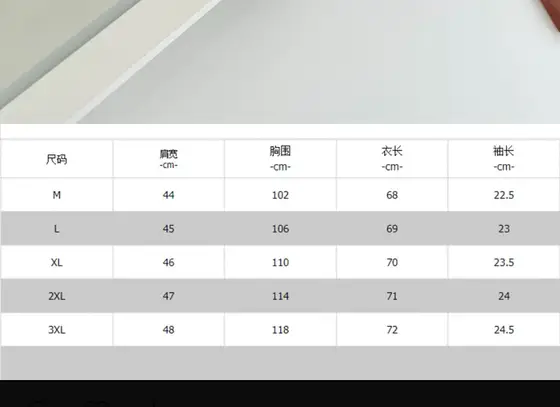 尺码 肩宽 -cm- 胸围 -cm- 衣长 -cm- 袖长 -cm-
M 44 102 68 22.5
L 45 106 69 23
XL 46 110 70 23.5
2XL 47 114 71 24
3XL 48 118 72 24.5